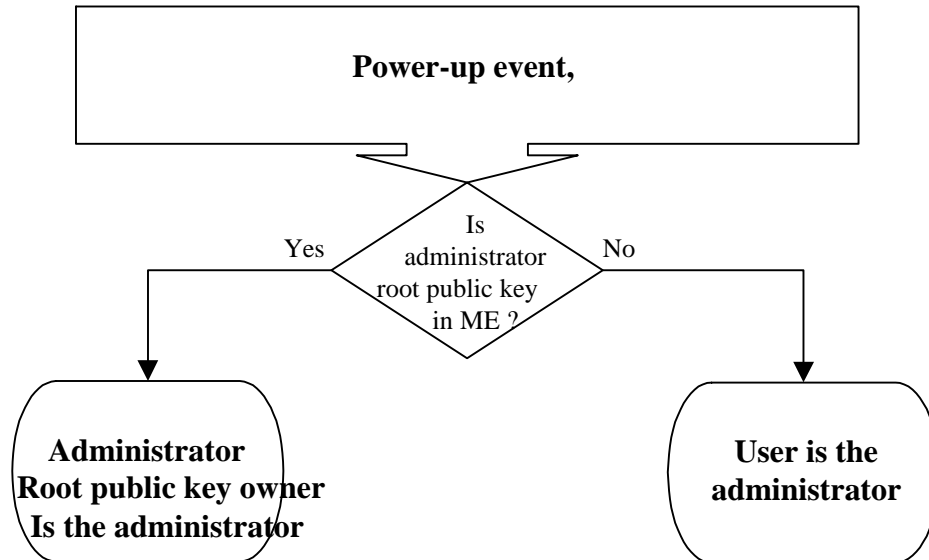 Power-up event,
Is
administrator
root public key
in ME ?
Yes
No
Administrator
Root public key owner
Is the administrator
User is the
administrator